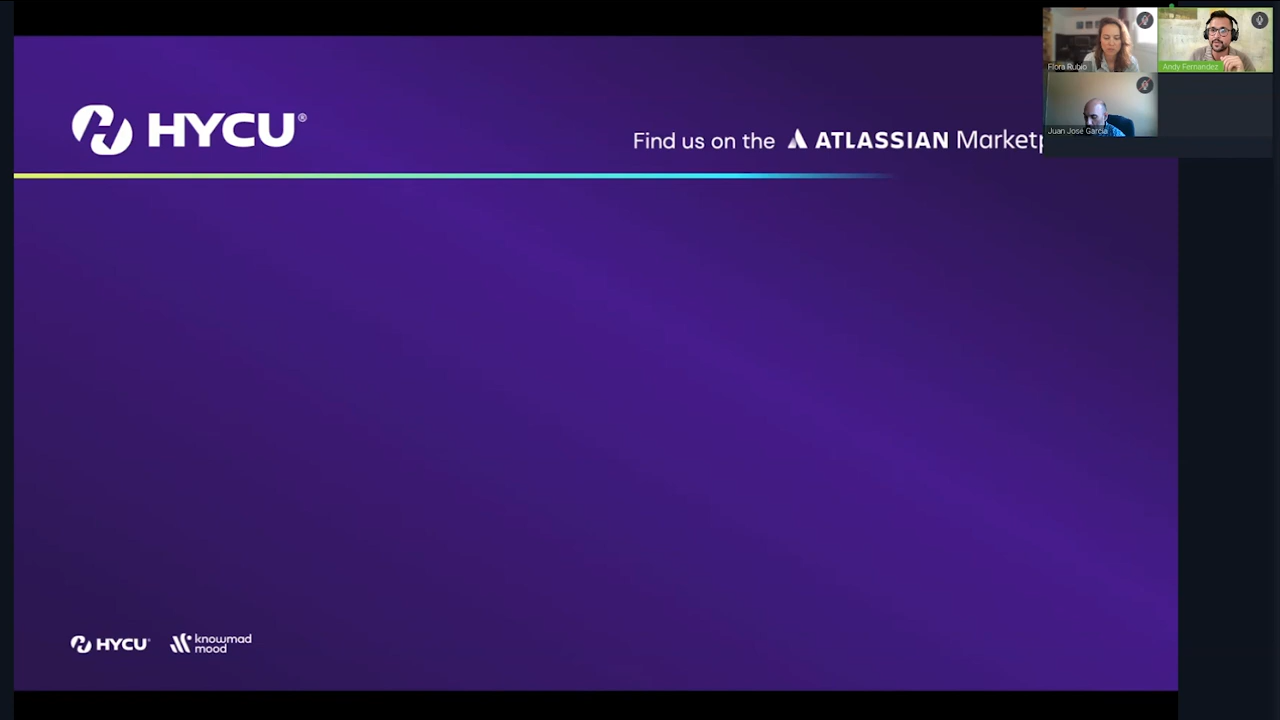 HYCU®
Find us on the ATLASSIAN Marketp
Flora Rubio
Andy Fernandez
Juan José García
HYCU®
knowmad
mood